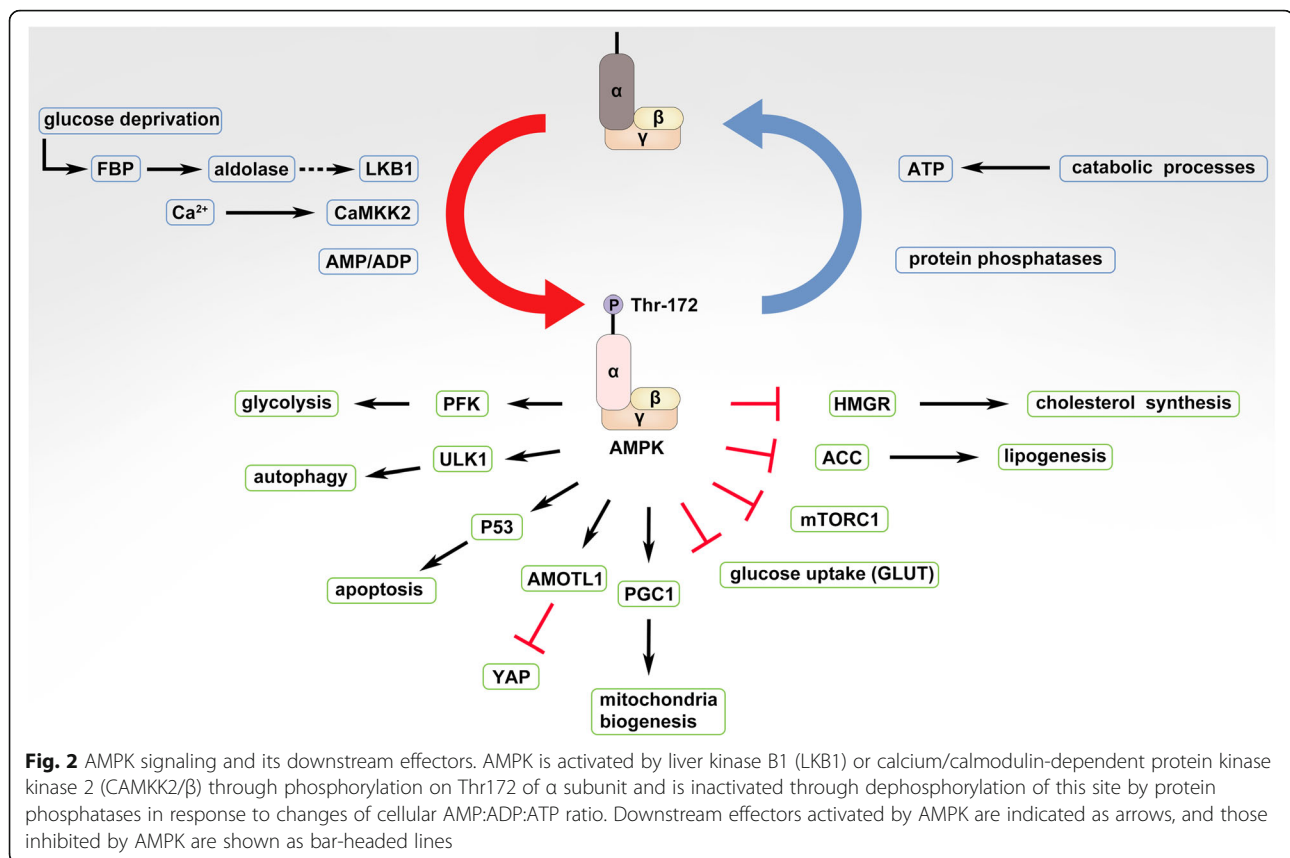 α
β
γ
glucose deprivation
FBP
aldolase
LKB1
Ca²⁺
CaMKK2
AMP/ADP
ATP
catabolic processes
protein phosphatases
P
Thr-172
α
β
γ
AMPK
glycolysis
PFK
autophagy
ULK1
P53
apoptosis
AMOTL1
YAP
PGC1
mitochondria
biogenesis
HMGR
cholesterol synthesis
ACC
lipogenesis
mTORC1
glucose uptake (GLUT)
Fig. 2 AMPK signaling and its downstream effectors. AMPK is activated by liver kinase B1 (LKB1) or calcium/calmodulin-dependent protein kinase
kinase 2 (CAMKK2/β) through phosphorylation on Thr172 of α subunit and is inactivated through dephosphorylation of this site by protein
phosphatases in response to changes of cellular AMP:ADP:ATP ratio. Downstream effectors activated by AMPK are indicated as arrows, and those
inhibited by AMPK are shown as bar-headed lines